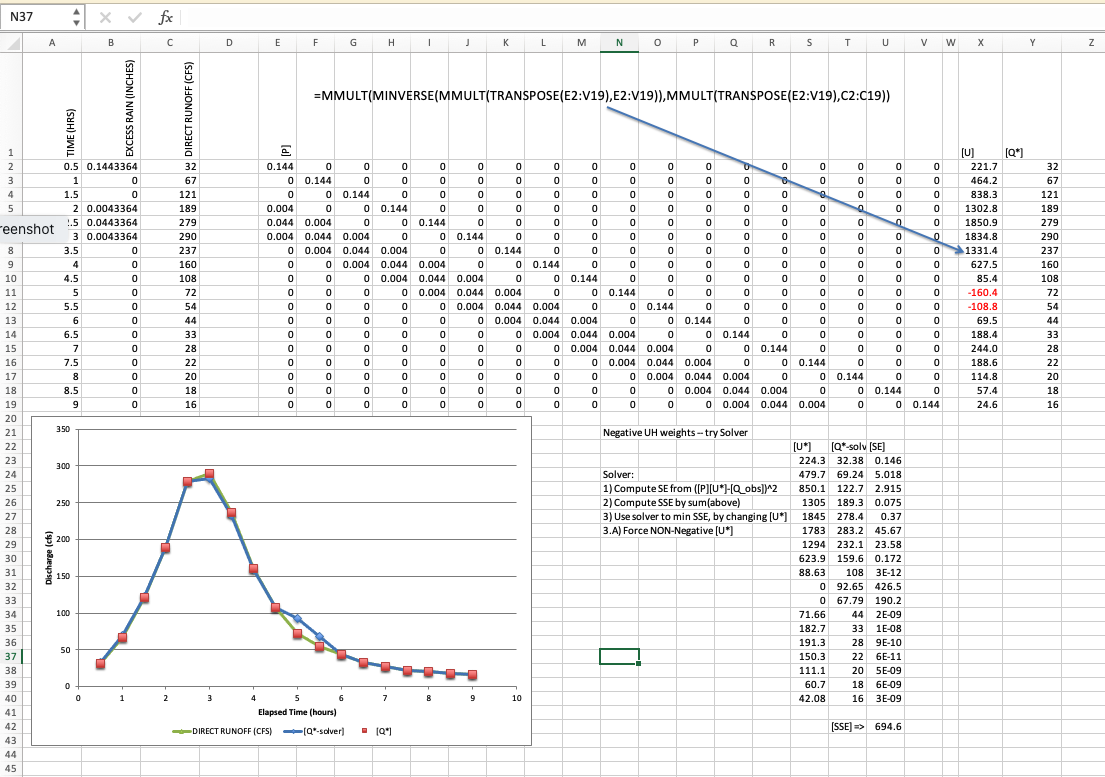 N37 fx
A B C D E F G H I J K L M N O P Q R S T U V W X Y Z
1 TIME (HRS) EXCESS RAIN (INCHES) DIRECT RUNOFF (CFS) [P] =MMULT(MINVERSE(MMULT(TRANSPOSE(E2:V19),E2:V19)),MMULT(TRANSPOSE(E2:V19),C2:C19)) [U] [Q*]
2 0.5 0.1443364 32 0.144 0 0 0 0 0 0 0 0 0 0 0 0 0 0 0 0 0 221.7 32
3 1 0 67 0 0.144 0 0 0 0 0 0 0 0 0 0 0 0 0 0 0 0 464.2 67
4 1.5 0 121 0 0 0.144 0 0 0 0 0 0 0 0 0 0 0 0 0 0 0 838.3 121
5 2 0.0043364 189 0.004 0 0 0.144 0 0 0 0 0 0 0 0 0 0 0 0 0 0 1302.8 189
reenshot .5 0.0443364 279 0.044 0.004 0 0 0.144 0 0 0 0 0 0 0 0 0 0 0 0 0 1850.9 279
3 0.0043364 290 0.004 0.044 0.004 0 0 0.144 0 0 0 0 0 0 0 0 0 0 0 0 1834.8 290
8 3.5 0 237 0 0.004 0.044 0.004 0 0 0.144 0 0 0 0 0 0 0 0 0 0 0 1331.4 237
9 4 0 160 0 0 0.004 0.044 0.004 0 0 0.144 0 0 0 0 0 0 0 0 0 0 627.5 160
10 4.5 0 108 0 0 0 0.004 0.044 0.004 0 0 0.144 0 0 0 0 0 0 0 0 0 85.4 108
11 5 0 72 0 0 0 0 0.004 0.044 0.004 0 0 0.144 0 0 0 0 0 0 0 0 -160.4 72
12 5.5 0 54 0 0 0 0 0 0.004 0.044 0.004 0 0 0.144 0 0 0 0 0 0 0 -108.8 54
13 6 0 44 0 0 0 0 0 0 0.004 0.044 0.004 0 0 0.144 0 0 0 0 0 0 69.5 44
14 6.5 0 33 0 0 0 0 0 0 0 0.004 0.044 0.004 0 0 0.144 0 0 0 0 0 188.4 33
15 7 0 28 0 0 0 0 0 0 0 0 0.004 0.044 0.004 0 0 0.144 0 0 0 0 244.0 28
16 7.5 0 22 0 0 0 0 0 0 0 0 0 0.004 0.044 0.004 0 0 0.144 0 0 0 188.6 22
17 8 0 20 0 0 0 0 0 0 0 0 0 0 0.004 0.044 0.004 0 0 0.144 0 0 114.8 20
18 8.5 0 18 0 0 0 0 0 0 0 0 0 0 0 0.004 0.044 0.004 0 0 0.144 0 57.4 18
19 9 0 16 0 0 0 0 0 0 0 0 0 0 0 0 0.004 0.044 0.004 0 0 0.144 24.6 16
20
21 Negative UH weights -- try Solver
22 [U*] [Q*-solv [SE]
23 224.3 32.38 0.146
24 Solver: 479.7 69.24 5.018
25 1) Compute SE from ([P][U*]-[Q_obs])^2 850.1 122.7 2.915
26 2) Compute SSE by sum(above) 1305 189.3 0.075
27 3) Use solver to min SSE, by changing [U*] 1845 278.4 0.37
28 3.A) Force NON-Negative [U*] 1783 283.2 45.67
29 1294 232.1 23.58
30 623.9 159.6 0.172
31 88.63 108 3E-12
32 0 92.65 426.5
33 0 67.79 190.2
34 71.66 44 2E-09
35 182.7 33 1E-08
36 191.3 28 9E-10
37 150.3 22 6E-11
38 111.1 20 5E-09
39 60.7 18 6E-09
40 42.08 16 3E-09
41
42 [SSE] => 694.6
43
44
45
350
300
250
200
150
100
50
0
Discharge (cfs)
0 1 2 3 4 5 6 7 8 9 10
Elapsed Time (hours)
DIRECT RUNOFF (CFS) [Q*-solver] [Q*]